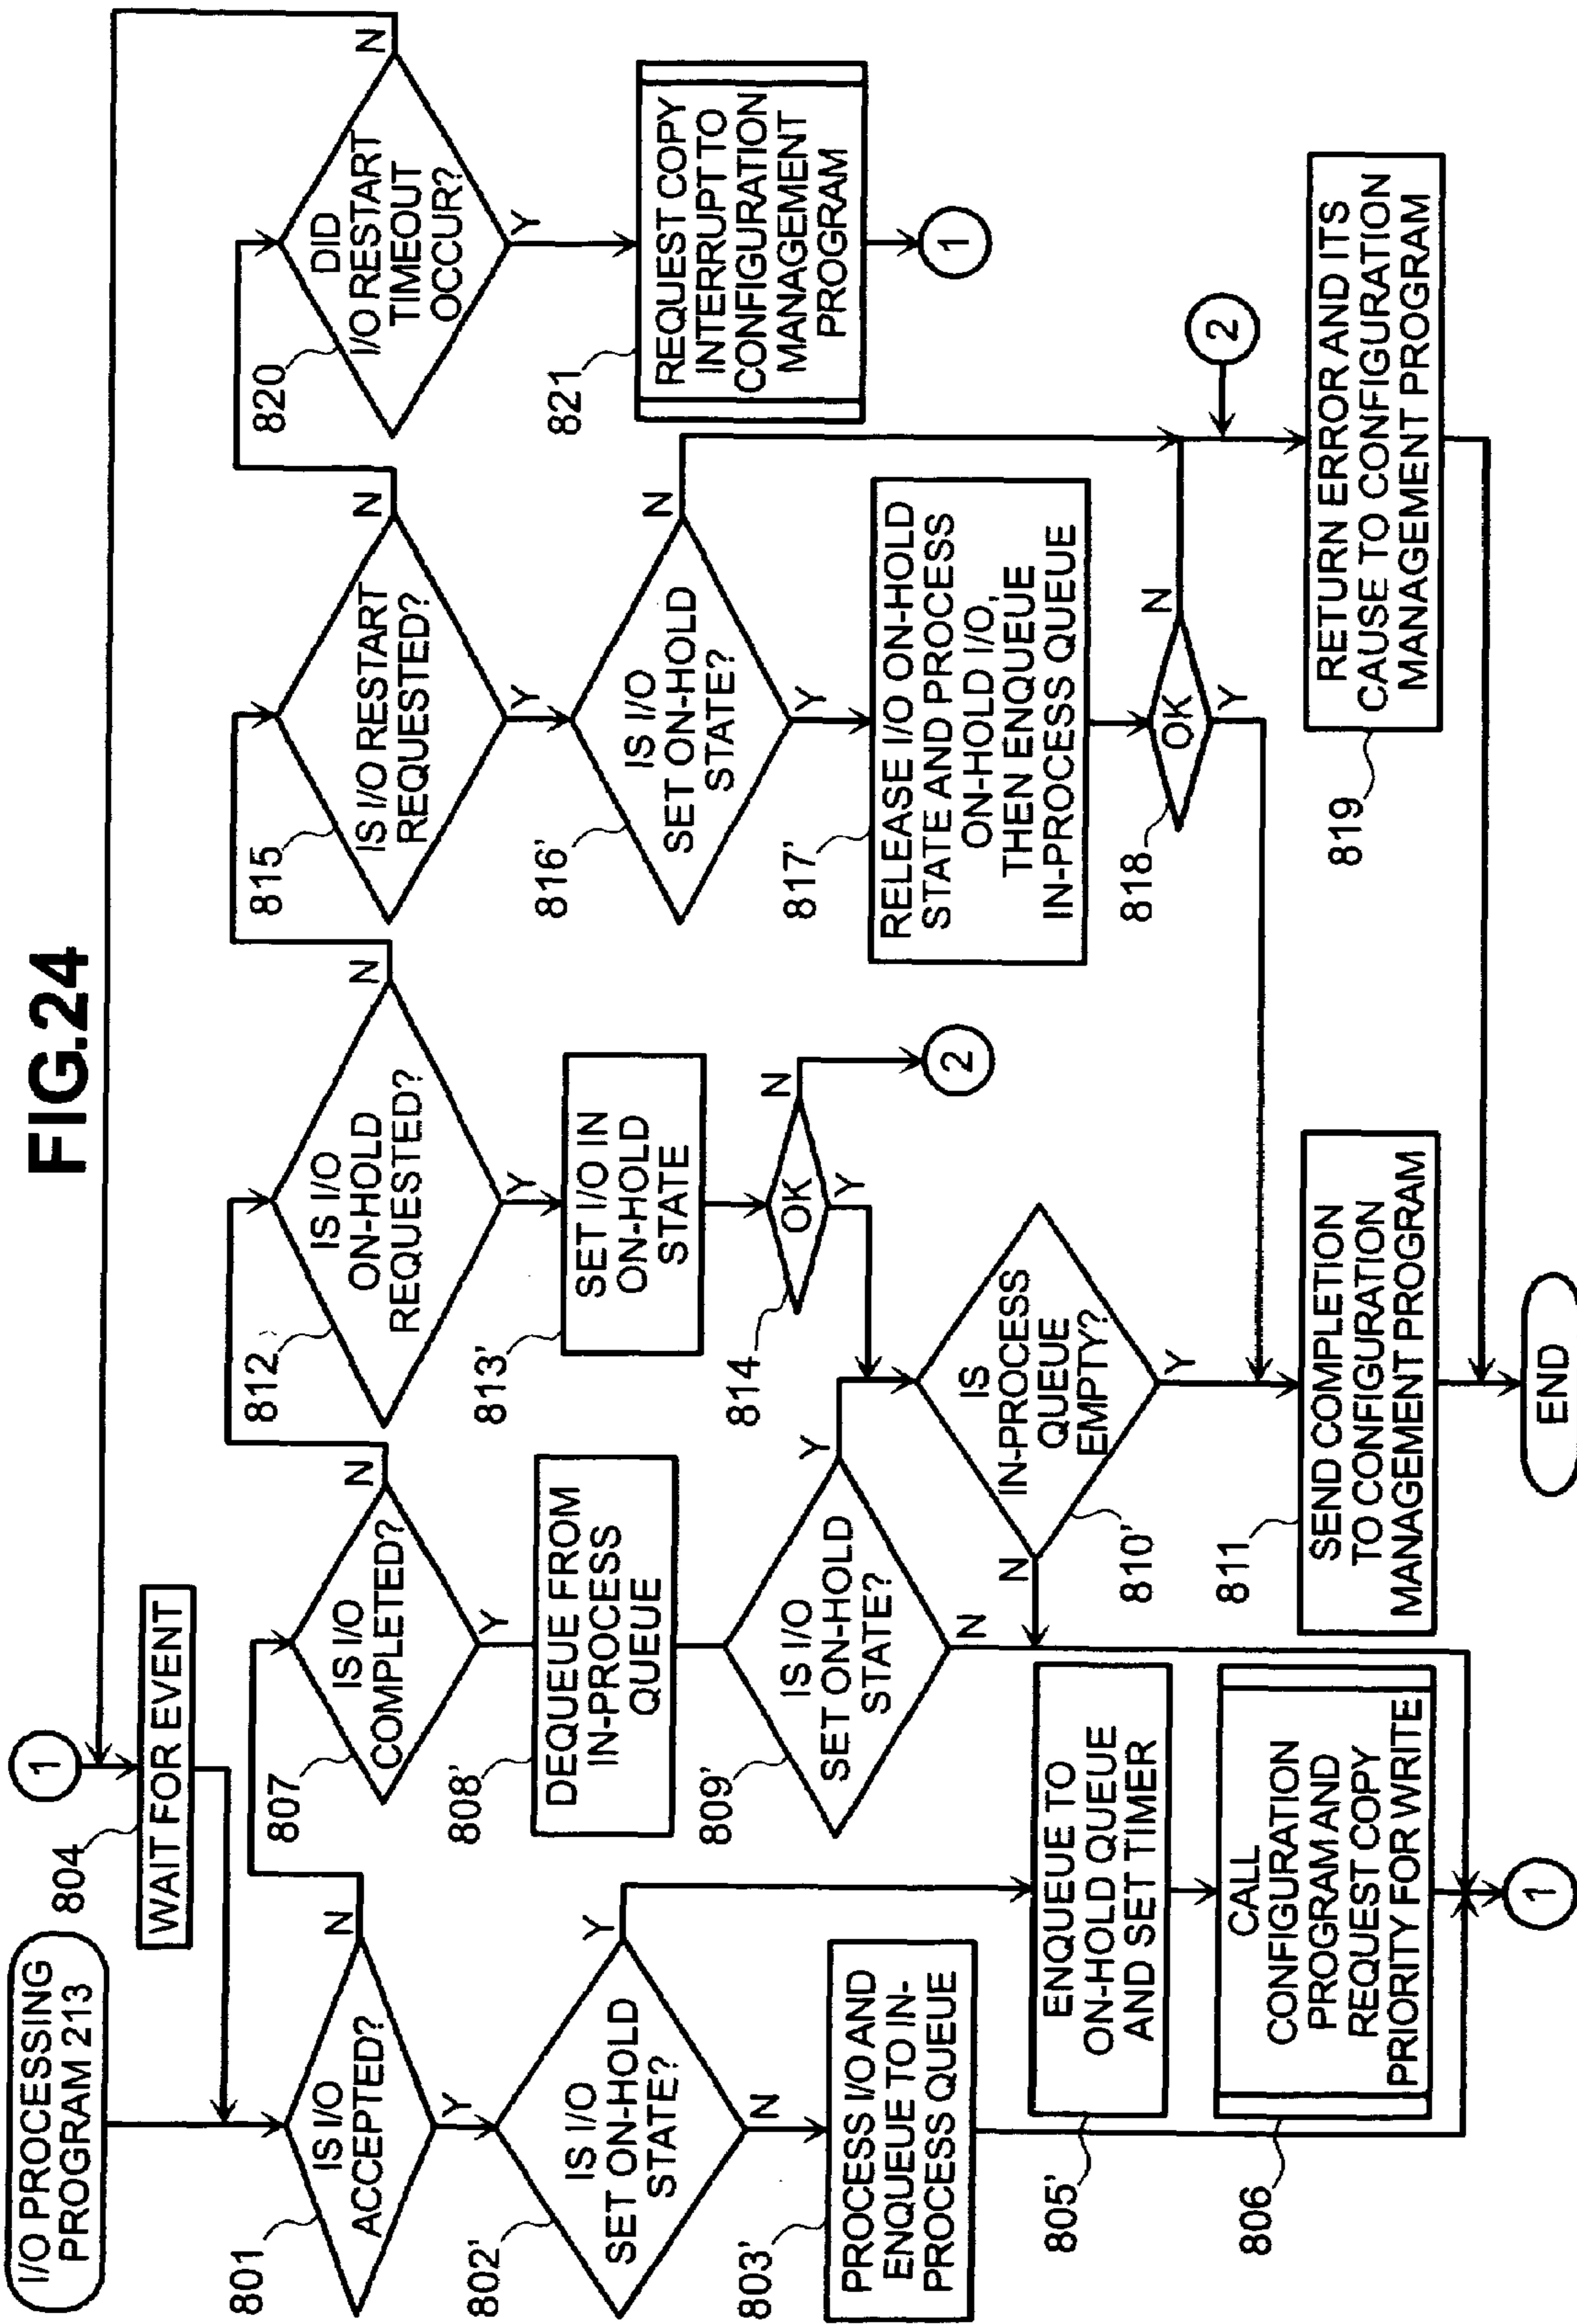 FIG.24
I/O PROCESSING
PROGRAM 213
1
804
WAIT FOR EVENT
801
IS I/O
ACCEPTED?
N
Y
802'
IS I/O
SET ON-HOLD
STATE?
Y
N
803'
PROCESS I/O AND
ENQUEUE TO IN-
PROCESS QUEUE
805'
ENQUEUE TO
ON-HOLD QUEUE
AND SET TIMER
806
CALL
CONFIGURATION
PROGRAM AND
REQUEST COPY
PRIORITY FOR WRITE
1
807
IS I/O
COMPLETED?
N
Y
808'
DEQUEUE FROM
IN-PROCESS
QUEUE
809'
IS I/O
SET ON-HOLD
STATE?
Y
N
810'
IS
IN-PROCESS
QUEUE
EMPTY?
N
Y
811
SEND COMPLETION
TO CONFIGURATION
MANAGEMENT PROGRAM
END
812
IS I/O
ON-HOLD
REQUESTED?
N
Y
813'
SET I/O IN
ON-HOLD
STATE
814
OK
N
Y
2
815
IS I/O RESTART
REQUESTED?
N
Y
816'
IS I/O
SET ON-HOLD
STATE?
N
Y
817'
RELEASE I/O ON-HOLD
STATE AND PROCESS
ON-HOLD I/O,
THEN ENQUEUE
IN-PROCESS QUEUE
818
OK
N
Y
819
RETURN ERROR AND ITS
CAUSE TO CONFIGURATION
MANAGEMENT PROGRAM
2
820
DID
I/O RESTART
TIMEOUT
OCCUR?
N
Y
821
REQUEST COPY
INTERRUPT TO
CONFIGURATION
MANAGEMENT
PROGRAM
1